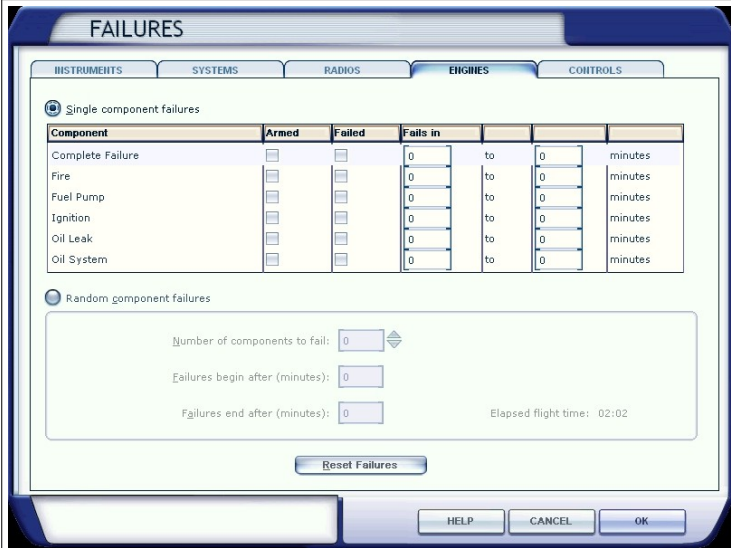 FAILURES
INSTRUMENTS SYSTEMS RADIOS ENGINES CONTROLS
Single component failures
Component Armed Failed Fails in
Complete Failure 0 to 0 minutes
Fire 0 to 0 minutes
Fuel Pump 0 to 0 minutes
Ignition 0 to 0 minutes
Oil Leak 0 to 0 minutes
Oil System 0 to 0 minutes
Random component failures
Number of components to fail: 0
Failures begin after (minutes): 0
Failures end after (minutes): 0 Elapsed flight time: 02:02
Reset Failures
HELP CANCEL OK